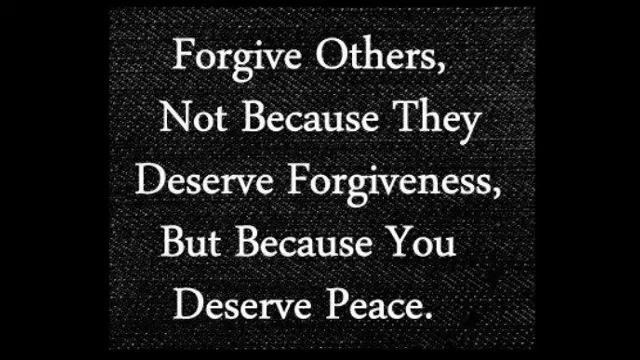 Forgive Others,
Not Because They
Deserve Forgiveness,
But Because You
Deserve Peace.